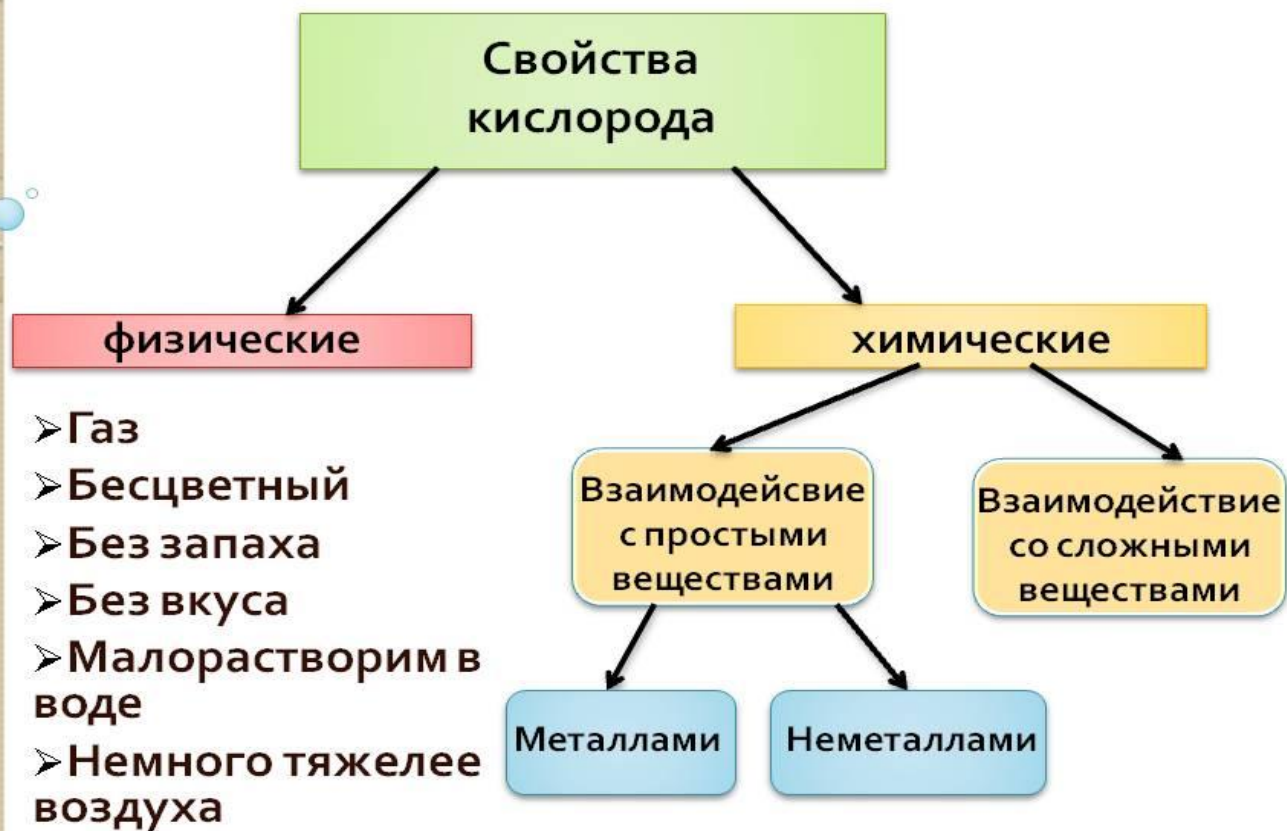 Свойства
кислорода
физические
➢Газ
➢Бесцветный
➢Без запаха
➢Без вкуса
➢Малорастворим в
воде
➢Немного тяжелее
воздуха
химические
Взаимодейсвие
с простыми
веществами
Взаимодействие
со сложными
веществами
Металлами
Неметаллами